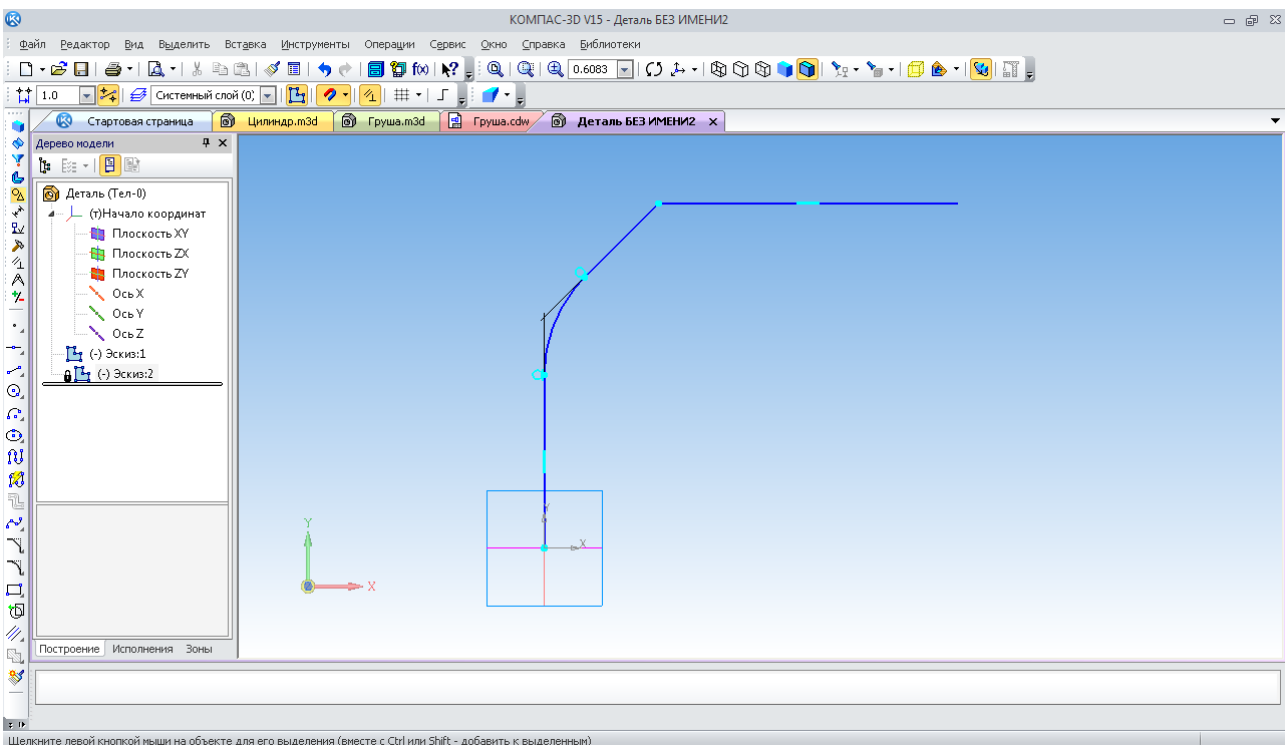 КОМПАС-3D V15 - Деталь БЕЗ ИМЕНИ2
Файл Редактор Вид Выделить Вставка Инструменты Операции Сервис Окно Справка Библиотеки
f(x) 0.6083
1.0 Системный слой (0;
Стартовая страница Цилиндр.m3d Груша.m3d Груша.cdw Деталь БЕЗ ИМЕНИ2
Дерево модели
Деталь (Тел-0)
(т)Начало координат
Плоскость XY
Плоскость ZX
Плоскость ZY
Ось X
Ось Y
Ось Z
(-) Эскиз:1
(-) Эскиз:2
Y
X
Y
X
Построение Исполнения Зоны
Щелкните левой кнопкой мыши на объекте для его выделения (вместе с Ctrl или Shift - добавить к выделенным)